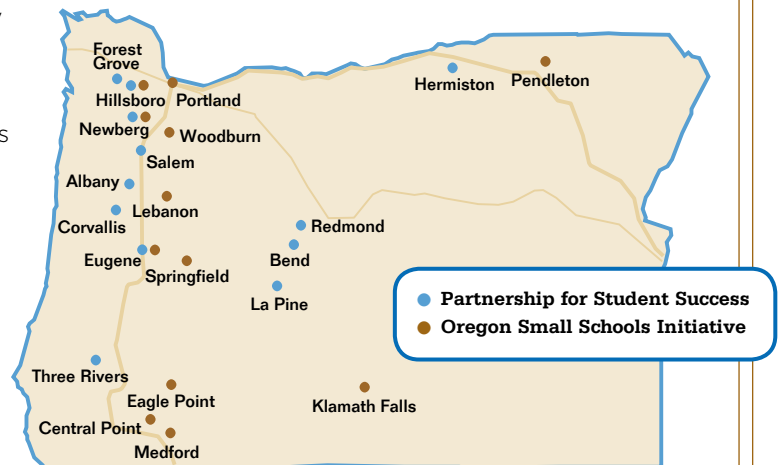 Forest
Grove
Hermiston
Pendleton
Hillsboro
Portland
Newberg
Woodburn
s
Salem
Albany
Lebanon
Corvallis
Redmond
Eugene
Bend
Springfield
La Pine
Partnership for Student Success
Oregon Small Schools Initiative
Three Rivers
Eagle Point
Klamath Falls
Central Point
Medford